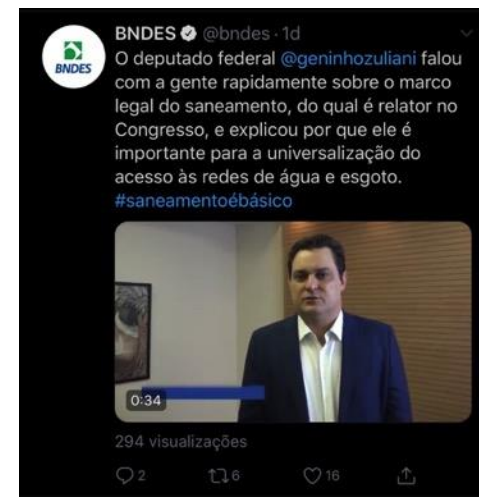 BNDES @bndes · 1d
BNDES
O deputado federal @geninhozuliani falou
com a gente rapidamente sobre o marco
legal do saneamento, do qual é relator no
Congresso, e explicou por que ele é
importante para a universalização do
acesso às redes de água e esgoto.
#saneamentoébásico
0:34
294 visualizações
2 6 16